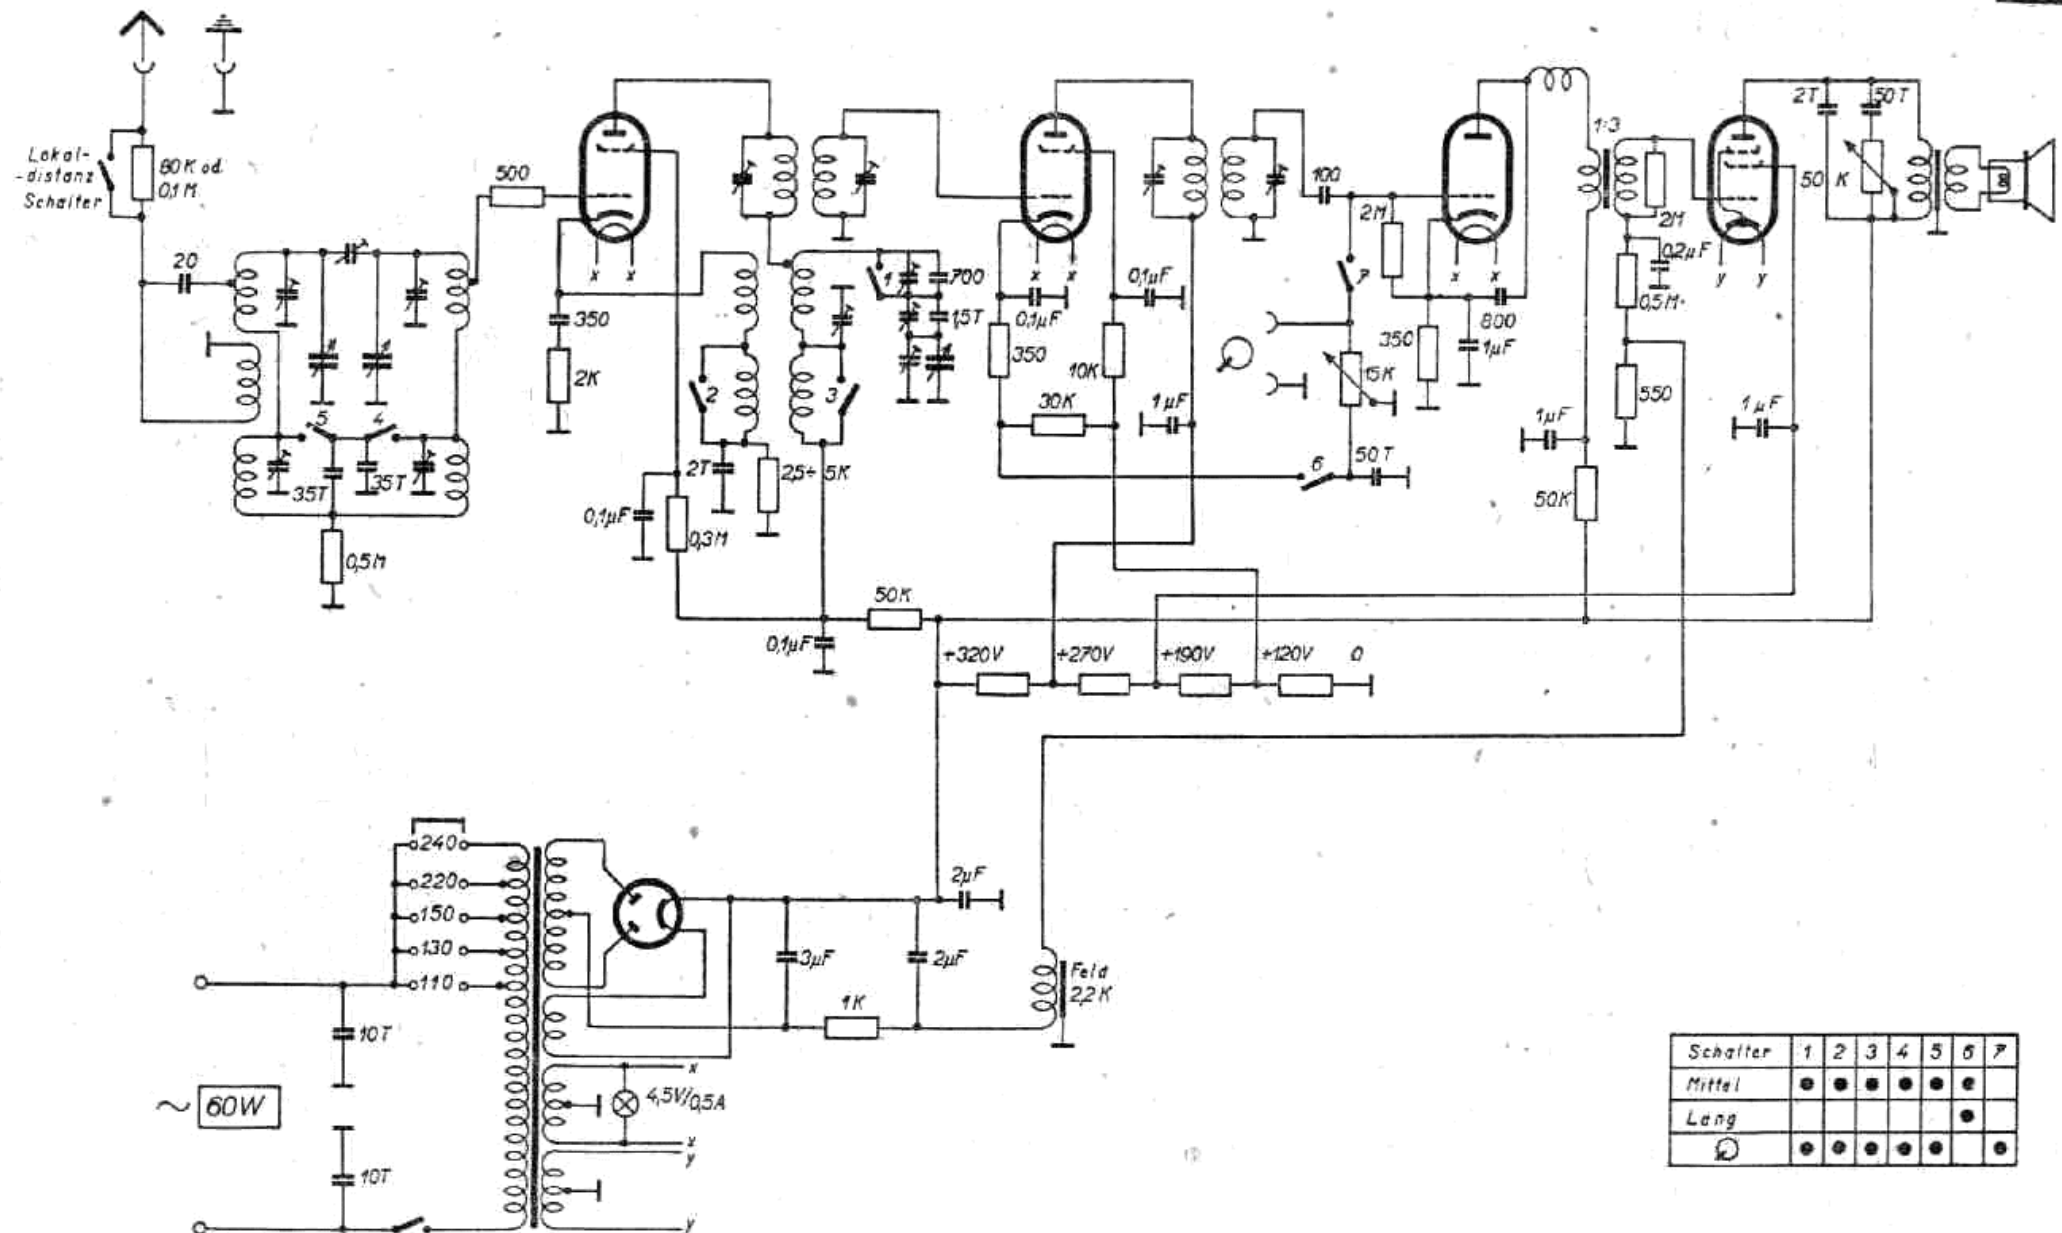 Lokal-
-distanz
Schalter
80K od.
0,1M
20
500
350
2K
5
4
35T
35T
0,5M
x x
700
1
1,5T
2
3
2T
2,5÷5K
0,1µF
0,3M
50K
0,1µF
x x
0,1µF
0,1µF
350
10K
30K
1µF
100
2M
7
x x
15K
350
800
1µF
6
50T
1:3
2M
0,2µF
0,5M
550
1µF
50K
2T
50T
50K
y y
1µF
+320V
+270V
+190V
+120V
0
240
220
150
130
110
10T
~ 60W
10T
3µF
2µF
2µF
1K
Feld
2,2K
x
4,5V/0,5A
x
y
y
Schalter 1 2 3 4 5 6 7
Mittel ● ● ● ● ● ●
Lang ●
● ● ● ● ● ●